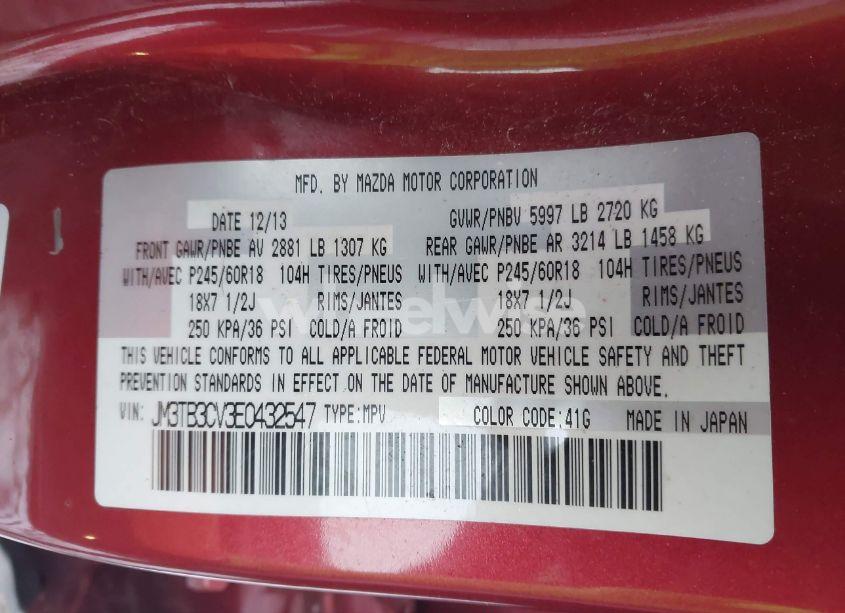 MFD. BY MAZDA MOTOR CORPORATION
DATE 12/13 GVWR/PNBV 5997 LB 2720 KG
FRONT GAWR/PNBE AV 2881 LB 1307 KG REAR GAWR/PNBE AR 3214 LB 1458 KG
WITH/AVEC P245/60R18 104H TIRES/PNEUS WITH/AVEC P245/60R18 104H TIRES/PNEUS
18X7 1/2J RIMS/JANTES 18X7 1/2J RIMS/JANTES
250 KPA/36 PSI COLD/A FROID 250 KPA/36 PSI COLD/A FROID
THIS VEHICLE CONFORMS TO ALL APPLICABLE FEDERAL MOTOR VEHICLE SAFETY AND THEFT
PREVENTION STANDARDS IN EFFECT ON THE DATE OF MANUFACTURE SHOWN ABOVE.
VIN: JM3TB3CV3E0432547 TYPE:MPV COLOR CODE:41G MADE IN JAPAN